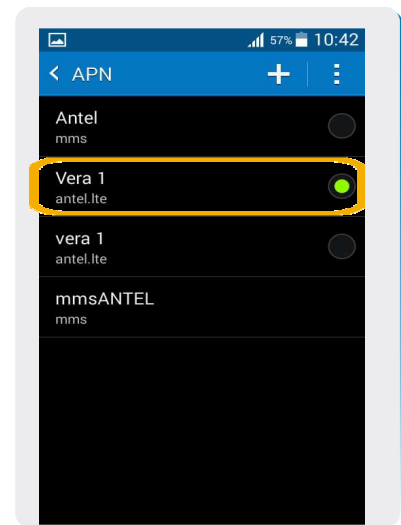 57% 10:42
APN
Antel
mms
Vera 1
antel.lte
vera 1
antel.lte
mmsANTEL
mms